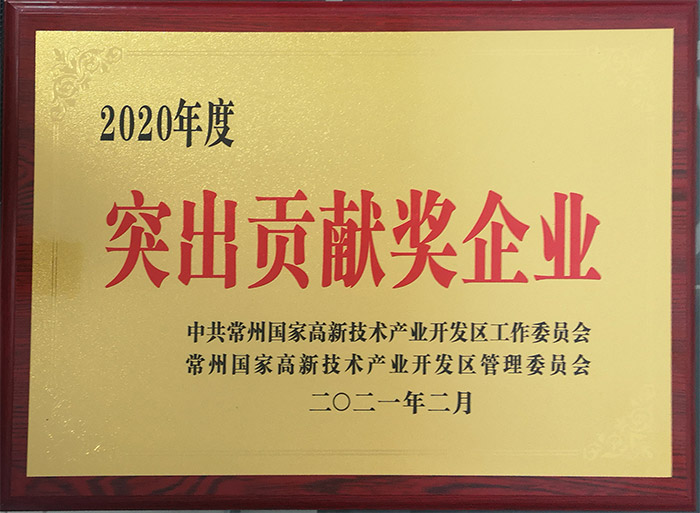 2020年度
突出贡献奖企业
中共常州国家高新技术产业开发区工作委员会
常州国家高新技术产业开发区管理委员会
二〇二一年二月